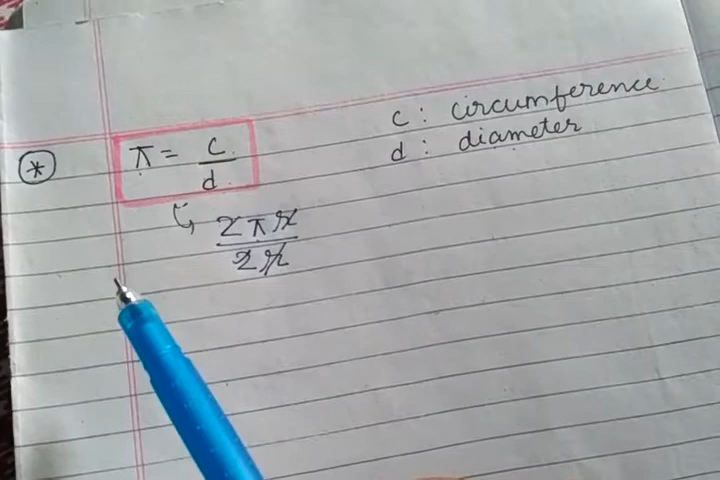 c : circumference
d : diameter
* π = c/d
↳ 2πr/2r